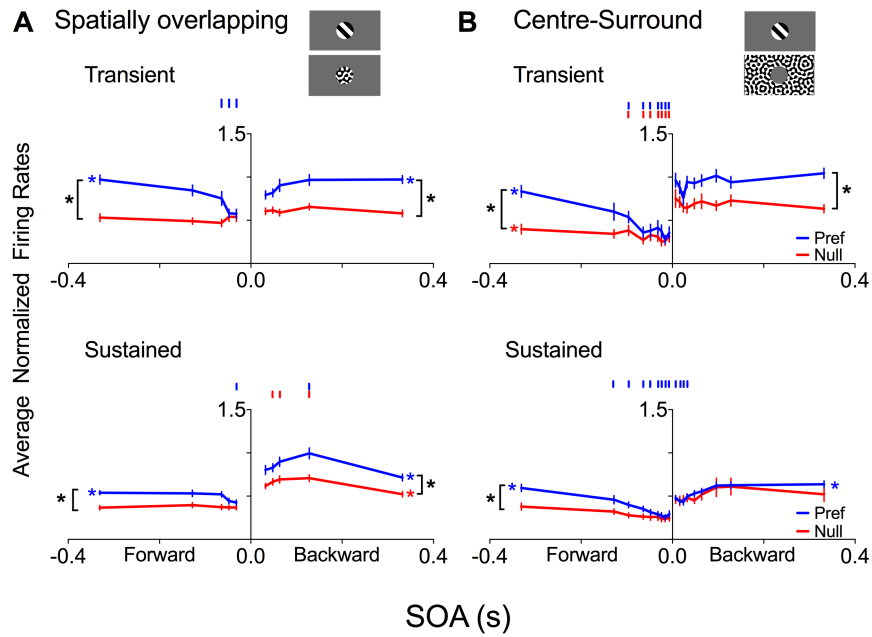 A Spatially overlapping
Transient
B Centre-Surround
Transient
Average Normalized Firing Rates
1.5
* * * *
-0.4 0.0 0.4
1.5
* * * *
Pref
Null
-0.4 0 0.4
Sustained
1.5
* * * * *
-0.4 Forward 0.0 Backward 0.4
Sustained
1.5
* * *
Pref
Null
-0.4 Forward 0.0 Backward 0.4
SOA (s)